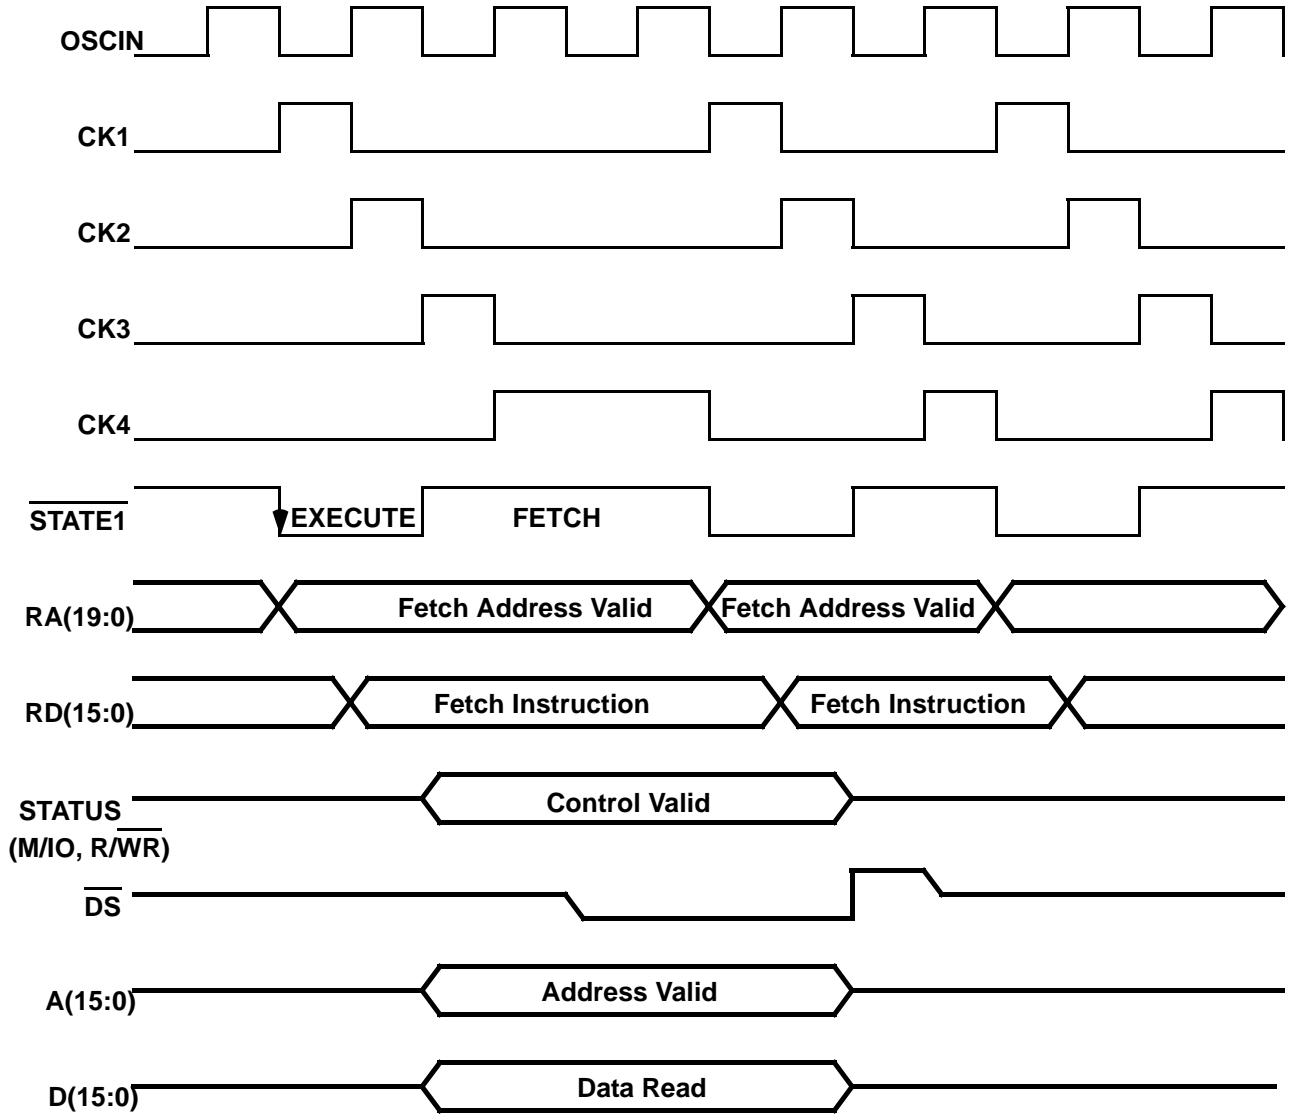 OSCIN
CK1
CK2
CK3
CK4
STATE1 EXECUTE FETCH
RA(19:0) Fetch Address Valid Fetch Address Valid
RD(15:0) Fetch Instruction Fetch Instruction
STATUS Control Valid
(M/IO, R/WR)
DS
A(15:0) Address Valid
D(15:0) Data Read